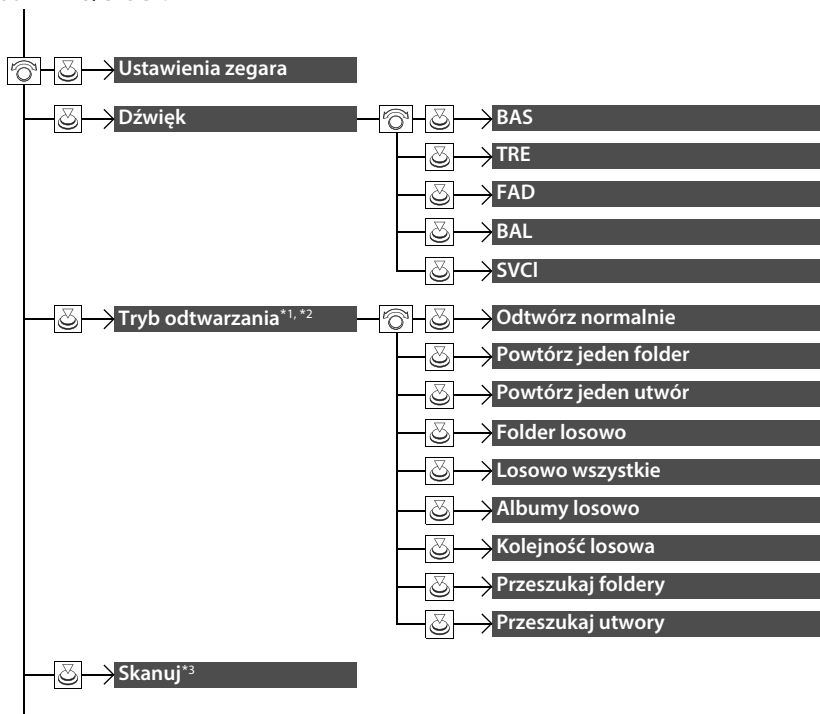 Ustawienia zegara
Dźwięk
BAS
TRE
FAD
BAL
SVCl
Tryb odtwarzania*1, *2
Odtwórz normalnie
Powtórz jeden folder
Powtórz jeden utwór
Folder losowo
Losowo wszystkie
Albumy losowo
Kolejność losowa
Przeszukaj foldery
Przeszukaj utwory
Skanuj*3